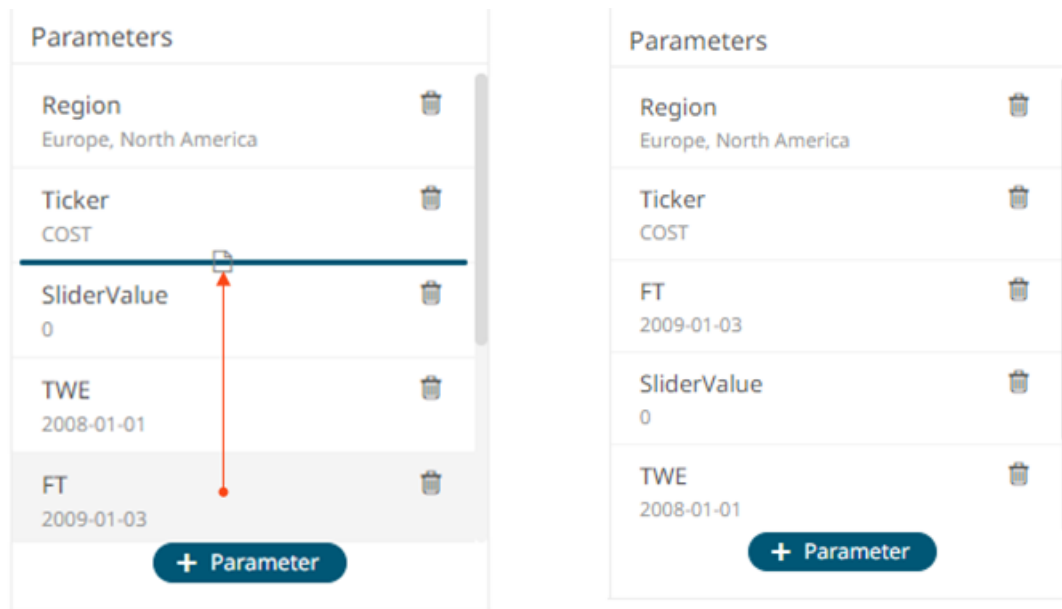 Parameters
Region
Europe, North America
Ticker
COST
SliderValue
0
TWE
2008-01-01
FT
2009-01-03
+ Parameter
Parameters
Region
Europe, North America
Ticker
COST
FT
2009-01-03
SliderValue
0
TWE
2008-01-01
+ Parameter